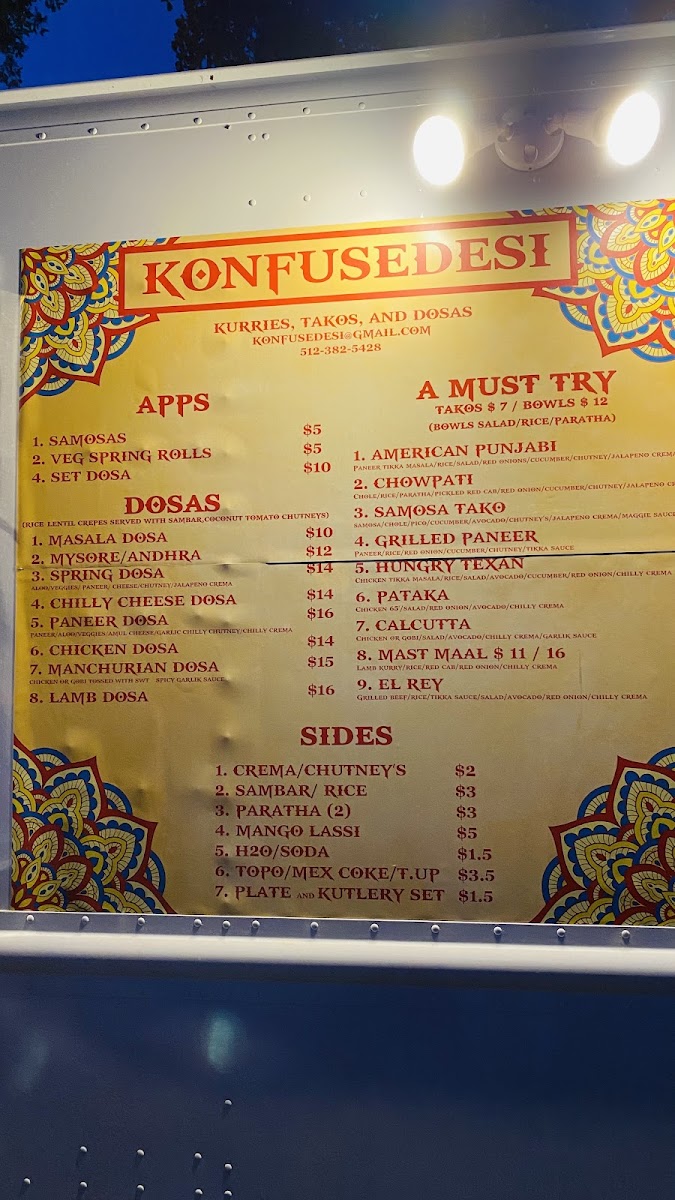 KONFUSEDESI
KURRIES, TAKOS, AND DOSAS
KONFUSEDESI@GMAIL.COM
512-382-5428
APPS
1. SAMOSAS $5
2. VEG SPRING ROLLS $5
4. SET DOSA $10
DOSAS
(RICE-LENTIL CREPES SERVED WITH SAMBAR,COCONUT TOMATO CHUTNEYS)
1. MASALA DOSA $10
2. MYSORE/ANDHRA $12
3. SPRING DOSA $14
ALOO/VEGGIES/ PANEER/ CHEESE/CHUTNEY/JALAPENO CREMA
4. CHILLY CHEESE DOSA $14
5. PANEER DOSA $16
PANEER/ALOO/VEGGIES/AMUL CHEESE/GARLIC CHILLY CHUTNEY/CHILLY CREMA
6. CHICKEN DOSA $14
7. MANCHURIAN DOSA $15
CHICKEN OR GOBI TOSSED WITH SWT SPICY GARLIK SAUCE
8. LAMB DOSA $16
A MUST TRY
TAKOS $ 7 / BOWLS $ 12
(BOWLS SALAD/RICE/PARATHA)
1. AMERICAN PUNJABI
PANEER TIKKA MASALA/RICE/SALAD/RED ONIONS/CUCUMBER/CHUTNEY/JALAPENO CREMA
2. CHOWPATI
CHOLE/RICE/PARATHA/PICKLED RED CAB/RED ONION/CUCUMBER/CHUTNEY/JALAPENO
3. SAMOSA TAKO
SAMOSA/CHOLE/PICO/CUCUMBER/AVOCADO/CHUTNEY'S/JALAPENO CREMA/MAGGIE SAUCE
4. GRILLED PANEER
PANEER/RICE/RED ONION/CUCUMBER/CHUTNEY/TIKKA SAUCE
5. HUNGRY TEXAN
CHICKEN TIKKA MASALA/RICE/SALAD/AVOCADO/CUCUMBER/RED ONION/CHILLY CREMA
6. PATAKA
CHICKEN 65/SALAD/RED ONION/AVOCADO/CHILLY CREMA
7. CALCUTTA
CHICKEN OR GOBI/SALAD/AVOCADO/CHILLY CREMA/GARLIK SAUCE
8. MAST MAAL $ 11 / 16
LAMB KURRY/RICE/RED CAB/RED ONION/CHILLY CREMA
9. EL REY
GRILLED BEEF/RICE/TIKKA SAUCE/SALAD/AVOCADO/RED ONION/CHILLY CREMA
SIDES
1. CREMA/CHUTNEY'S $2
2. SAMBAR/ RICE $3
3. PARATHA (2) $3
4. MANGO LASSI $5
5. H2O/SODA $1.5
6. TOPO/MEX COKE/T.UP $3.5
7. PLATE AND KUTLERY SET $1.5